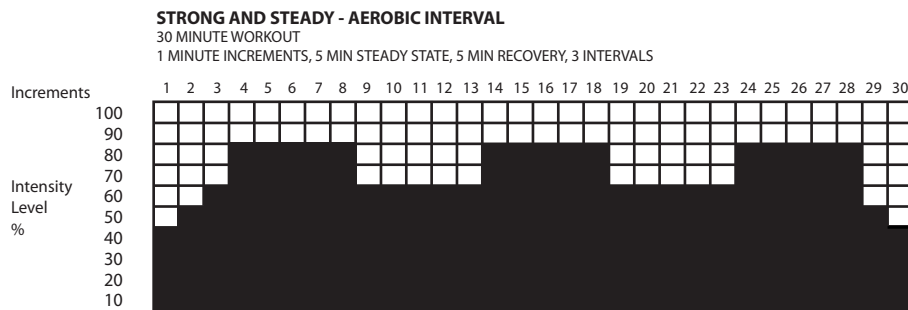 STRONG AND STEADY - AEROBIC INTERVAL
30 MINUTE WORKOUT
1 MINUTE INCREMENTS, 5 MIN STEADY STATE, 5 MIN RECOVERY, 3 INTERVALS
Increments 1 2 3 4 5 6 7 8 9 10 11 12 13 14 15 16 17 18 19 20 21 22 23 24 25 26 27 28 29 30
100
90
80
70
Intensity
60
Level
50
%
40
30
20
10